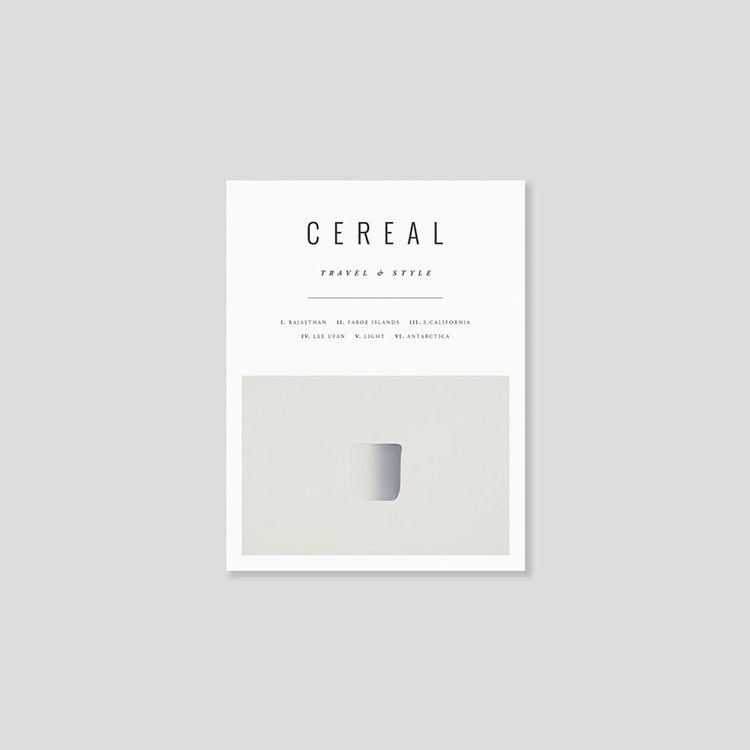 CEREAL
TRAVEL & STYLE
I. RAJASTHAN II. FAROE ISLANDS III. S.CALIFORNIA
IV. LEE UFAN V. LIGHT VI. ANTARCTICA